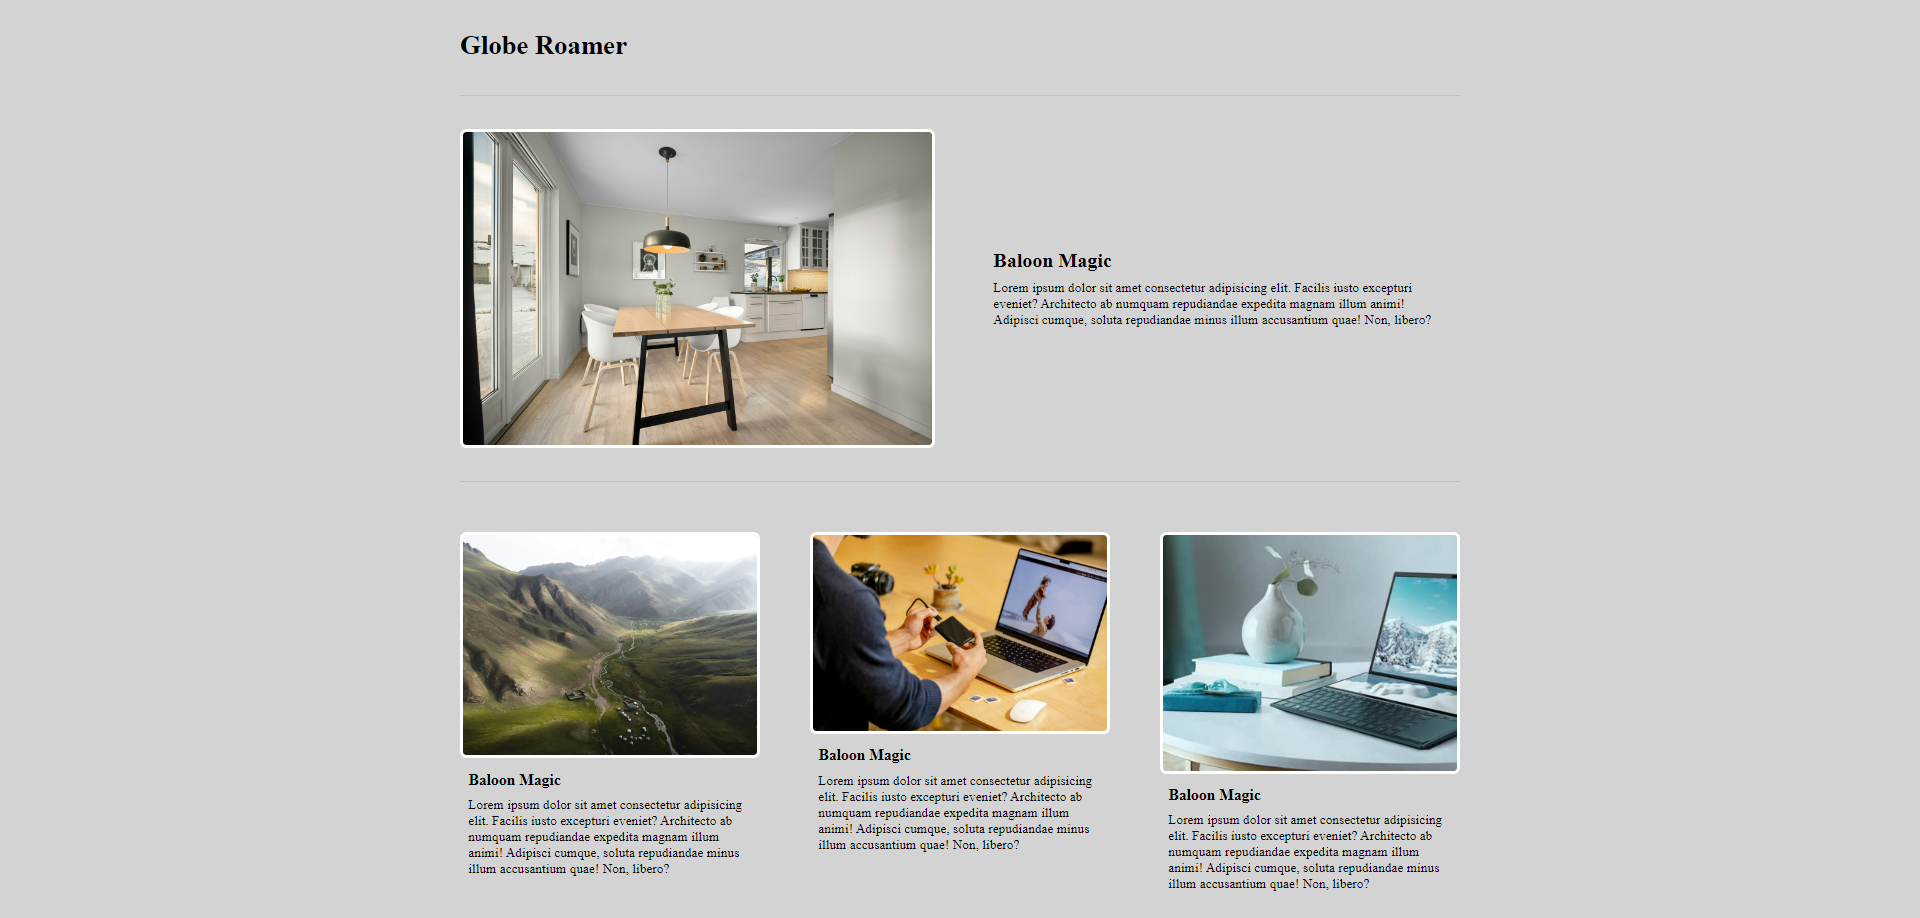 Globe Roamer
Baloon Magic
Lorem ipsum dolor sit amet consectetur adipisicing elit. Facilis iusto excepturi
eveniet? Architecto ab numquam repudiandae expedita magnam illum animi!
Adipisci cumque, soluta repudiandae minus illum accusantium quae! Non, libero?
Baloon Magic
Lorem ipsum dolor sit amet consectetur adipisicing
elit. Facilis iusto excepturi eveniet? Architecto ab
numquam repudiandae expedita magnam illum
animi! Adipisci cumque, soluta repudiandae minus
illum accusantium quae! Non, libero?
Baloon Magic
Lorem ipsum dolor sit amet consectetur adipisicing
elit. Facilis iusto excepturi eveniet? Architecto ab
numquam repudiandae expedita magnam illum
animi! Adipisci cumque, soluta repudiandae minus
illum accusantium quae! Non, libero?
Baloon Magic
Lorem ipsum dolor sit amet consectetur adipisicing
elit. Facilis iusto excepturi eveniet? Architecto ab
numquam repudiandae expedita magnam illum
animi! Adipisci cumque, soluta repudiandae minus
illum accusantium quae! Non, libero?